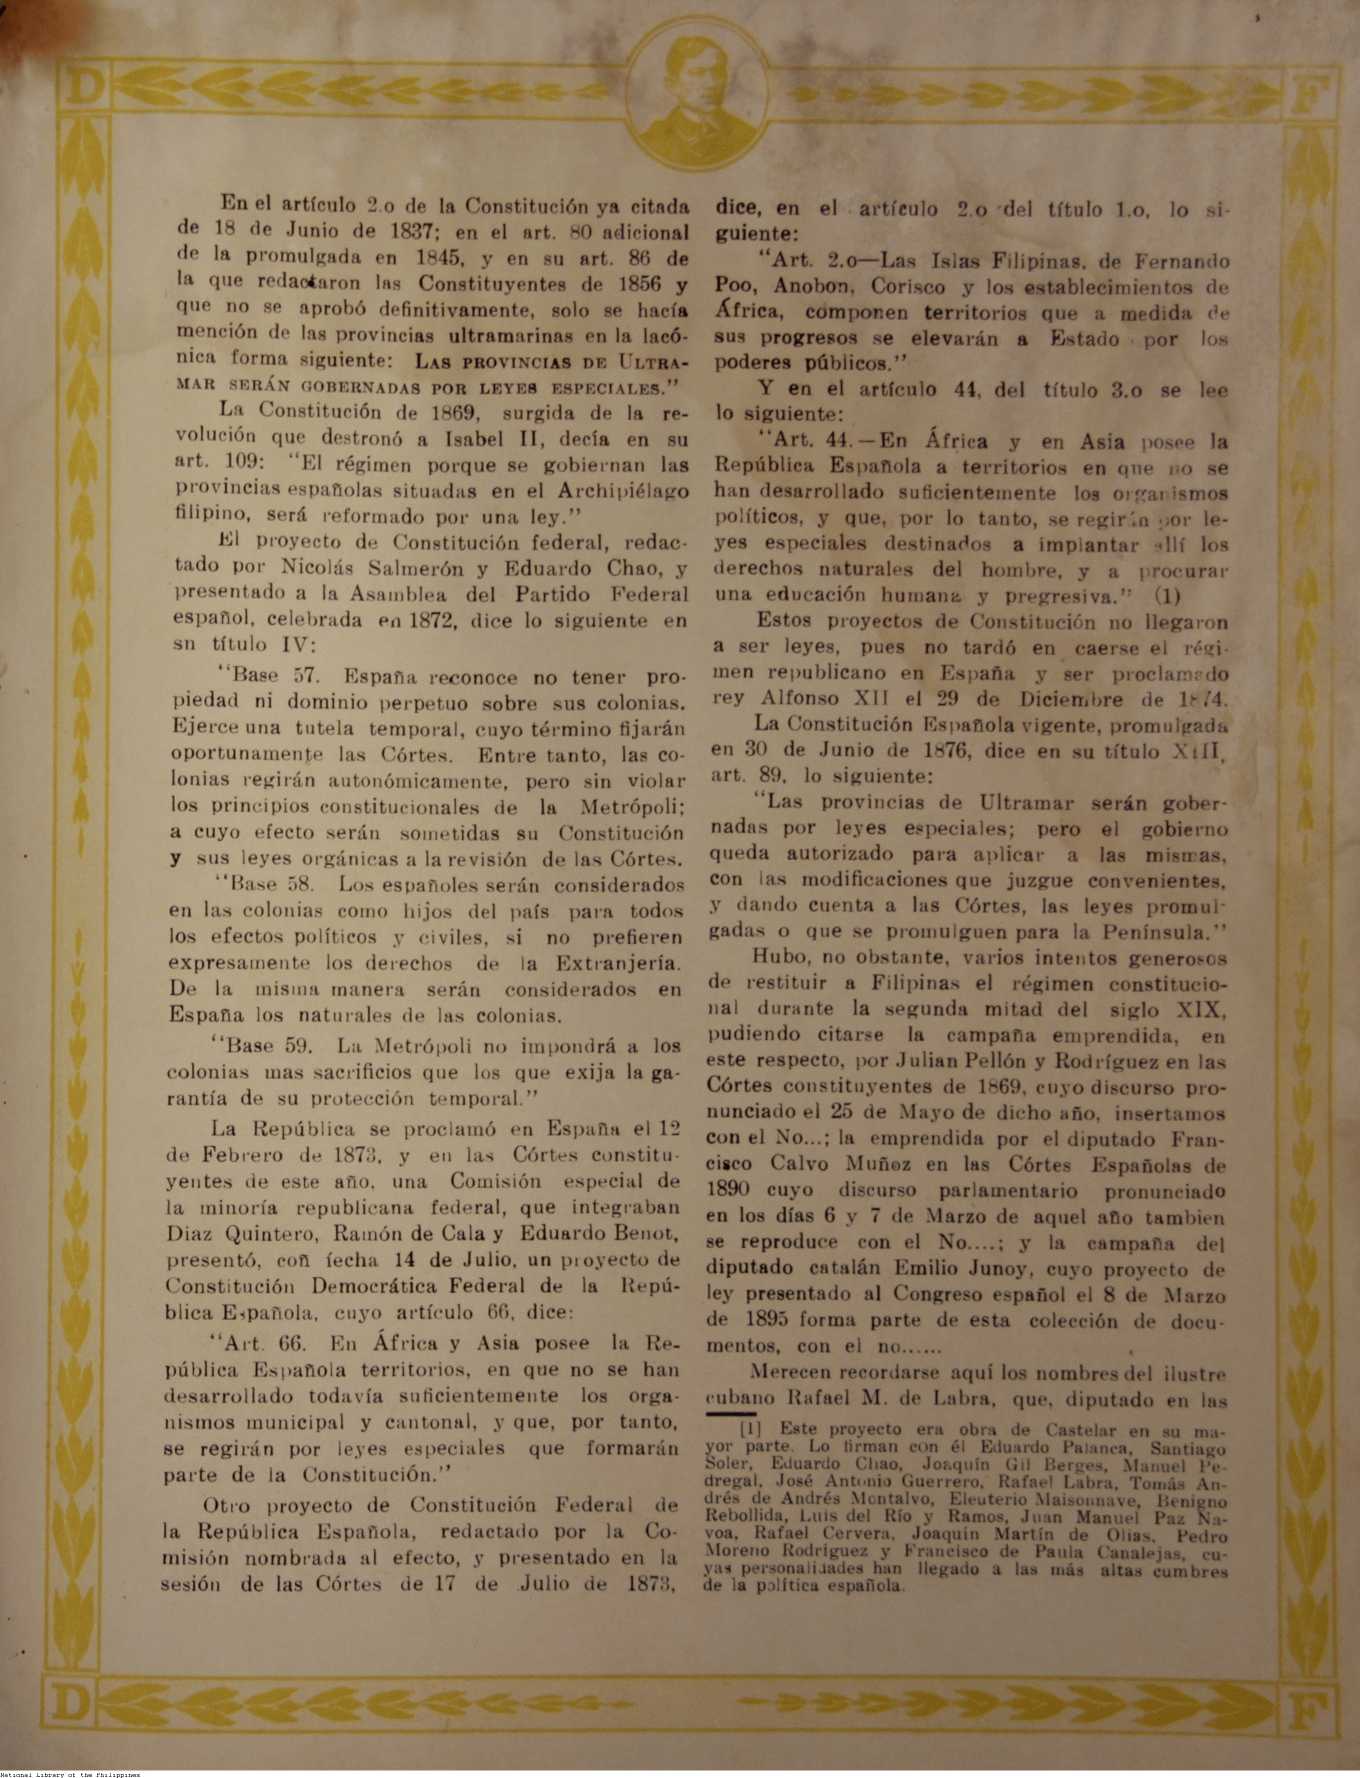 D
F
En el artículo 2.o de la Constitución ya citada
de 18 de Junio de 1837; en el art. 80 adicional
de la promulgada en 1845, y en su art. 86 de
la que redactaron las Constituyentes de 1856 y
que no se aprobó definitivamente, solo se hacía
mención de las provincias ultramarinas en la lacó-
nica forma siguiente: LAS PROVINCIAS DE ULTRA-
MAR SERÁN GOBERNADAS POR LEYES ESPECIALES.”
La Constitución de 1869, surgida de la re-
volución que destronó a Isabel II, decía en su
art. 109: “El régimen porque se gobiernan las
provincias españolas situadas en el Archipiélago
filipino, será reformado por una ley.”
El proyecto de Constitución federal, redac-
tado por Nicolás Salmerón y Eduardo Chao, y
presentado a la Asamblea del Partido Federal
español, celebrada en 1872, dice lo siguiente en
sn título IV:
“Base 57. España reconoce no tener pro-
piedad ni dominio perpetuo sobre sus colonias.
Ejerce una tutela temporal, cuyo término fijarán
oportunamente las Córtes. Entre tanto, las co-
lonias regirán autonómicamente, pero sin violar
los principios constitucionales de la Metrópoli;
a cuyo efecto serán sometidas su Constitución
y sus leyes orgánicas a la revisión de las Córtes.
“Base 58. Los españoles serán considerados
en las colonias como hijos del país para todos
los efectos políticos y civiles, si no prefieren
expresamente los derechos de la Extranjería.
De la misma manera serán considerados en
España los naturales de las colonias.
“Base 59. La Metrópoli no impondrá a los
colonias mas sacrificios que los que exija la ga-
rantía de su protección temporal.”
La República se proclamó en España el 12
de Febrero de 1873, y en las Córtes constitu-
yentes de este año, una Comisión especial de
la minoría republicana federal, que integraban
Diaz Quintero, Ramón de Cala y Eduardo Benot,
presentó, coñ fecha 14 de Julio, un proyecto de
Constitución Democrática Federal de la Repú-
blica Española, cuyo artículo 66, dice:
“Art. 66. En África y Asia posee la Re-
pública Española territorios, en que no se han
desarrollado todavía suficientemente los orga-
nismos municipal y cantonal, y que, por tanto,
se regirán por leyes especiales que formarán
parte de la Constitución.”
Otro proyecto de Constitución Federal de
la República Española, redactado por la Co-
misión nombrada al efecto, y presentado en la
sesión de las Córtes de 17 de Julio de 1873,
dice, en el artículo 2.o del título 1.o, lo si-
guiente:
“Art. 2.o—Las Islas Filipinas, de Fernando
Poo, Anobon, Corisco y los establecimientos de
África, componen territorios que a medida de
sus progresos se elevarán a Estado por los
poderes públicos.”
Y en el artículo 44, del título 3.o se lee
lo siguiente:
“Art. 44.—En África y en Asia posee la
República Española a territorios en que no se
han desarrollado suficientemente los organismos
políticos, y que, por lo tanto, se regirán por le-
yes especiales destinados a implantar allí los
derechos naturales del hombre, y a procurar
una educación humana y pregresiva.” (1)
Estos proyectos de Constitución no llegaron
a ser leyes, pues no tardó en caerse el régi-
men republicano en España y ser proclamado
rey Alfonso XII el 29 de Diciembre de 1874.
La Constitución Española vigente, promulgada
en 30 de Junio de 1876, dice en su título XIII,
art. 89, lo siguiente:
“Las provincias de Ultramar serán gober-
nadas por leyes especiales; pero el gobierno
queda autorizado para aplicar a las mismas,
con las modificaciones que juzgue convenientes,
y dando cuenta a las Córtes, las leyes promul-
gadas o que se promulguen para la Península.”
Hubo, no obstante, varios intentos generosos
de restituir a Filipinas el régimen constitucio-
nal durante la segunda mitad del siglo XIX,
pudiendo citarse la campaña emprendida, en
este respecto, por Julian Pellón y Rodríguez en las
Córtes constituyentes de 1869, cuyo discurso pro-
nunciado el 25 de Mayo de dicho año, insertamos
con el No...; la emprendida por el diputado Fran-
cisco Calvo Muñoz en las Córtes Españolas de
1890 cuyo discurso parlamentario pronunciado
en los días 6 y 7 de Marzo de aquel año tambien
se reproduce con el No....; y la campaña del
diputado catalán Emilio Junoy, cuyo proyecto de
ley presentado al Congreso español el 8 de Marzo
de 1895 forma parte de esta colección de docu-
mentos, con el no......
Merecen recordarse aquí los nombres del ilustre
cubano Rafael M. de Labra, que, diputado en las
[1] Este proyecto era obra de Castelar en su ma-
yor parte. Lo firman con él Eduardo Palanca, Santiago
Soler, Eduardo Chao, Joaquín Gil Berges, Manuel Pe-
dregal, José Antonio Guerrero, Rafael Labra, Tomás An-
drés de Andrés Montalvo, Eleuterio Maisonnave, Benigno
Rebollida, Luis del Río y Ramos, Juan Manuel Paz No-
voa, Rafael Cervera, Joaquin Martín de Olias, Pedro
Moreno Rodríguez y Francisco de Paula Canalejas, cu-
yas personalidades han llegado a las más altas cumbres
de la política española.
D
F
National Library of the Philippines